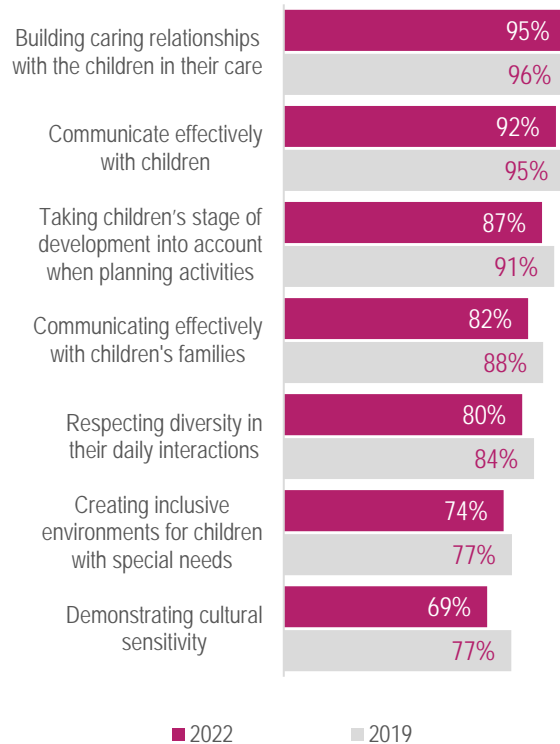 Building caring relationships
with the children in their care
95%
96%
Communicate effectively
with children
92%
95%
Taking children’s stage of
development into account
when planning activities
87%
91%
Communicating effectively
with children's families
82%
88%
Respecting diversity in
their daily interactions
80%
84%
Creating inclusive
environments for children
with special needs
74%
77%
Demonstrating cultural
sensitivity
69%
77%
2022
2019